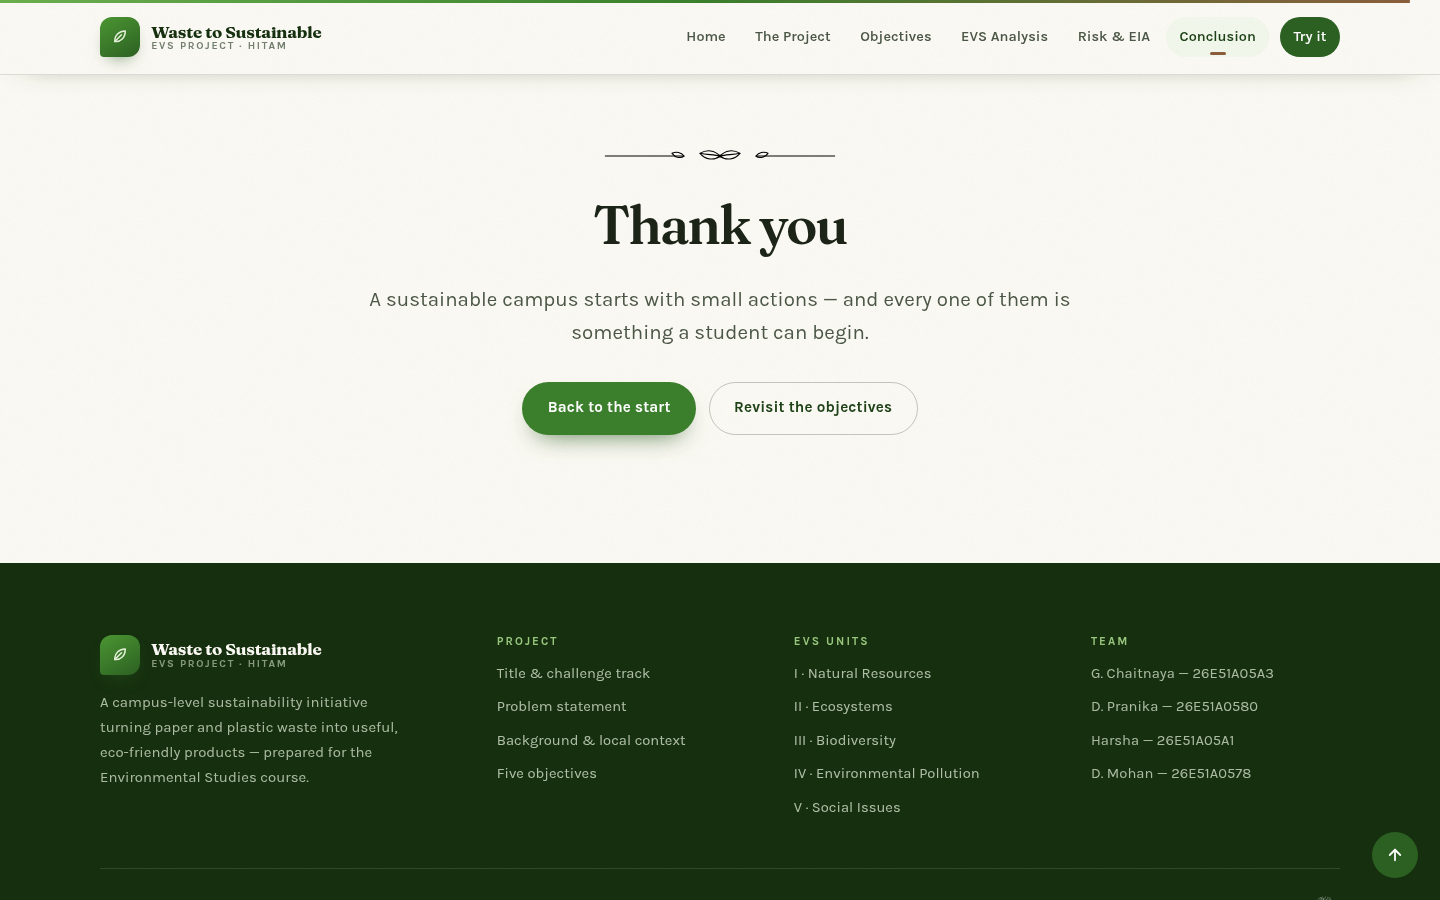 Waste to Sustainable
EVS PROJECT · HITAM
Home
The Project
Objectives
EVS Analysis
Risk & EIA
Conclusion
Try it
Thank you
A sustainable campus starts with small actions — and every one of them is
something a student can begin.
Back to the start
Revisit the objectives
Waste to Sustainable
EVS PROJECT · HITAM
A campus-level sustainability initiative
turning paper and plastic waste into useful,
eco-friendly products — prepared for the
Environmental Studies course.
PROJECT
Title & challenge track
Problem statement
Background & local context
Five objectives
EVS UNITS
I · Natural Resources
II · Ecosystems
III · Biodiversity
IV · Environmental Pollution
V · Social Issues
TEAM
G. Chaitnaya — 26E51A05A3
D. Pranika — 26E51A0580
Harsha — 26E51A05A1
D. Mohan — 26E51A0578